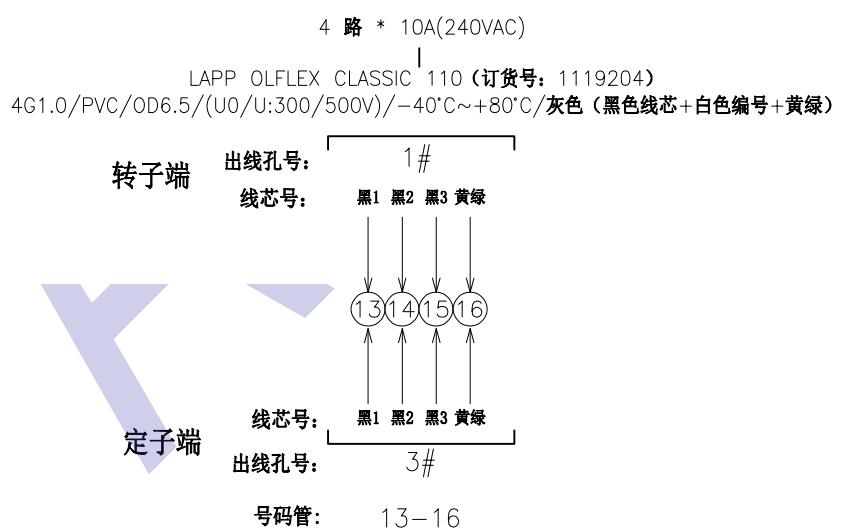 4 路 * 10A(240VAC)
LAPP OLFLEX CLASSIC 110（订货号：1119204）
4G1.0/PVC/OD6.5/(U0/U:300/500V)/-40°C~+80°C/灰色（黑色线芯+白色编号+黄绿）
出线孔号： 1#
转子端
线芯号： 黑1 黑2 黑3 黄绿
13 14 15 16
线芯号： 黑1 黑2 黑3 黄绿
定子端
出线孔号： 3#
号码管： 13-16